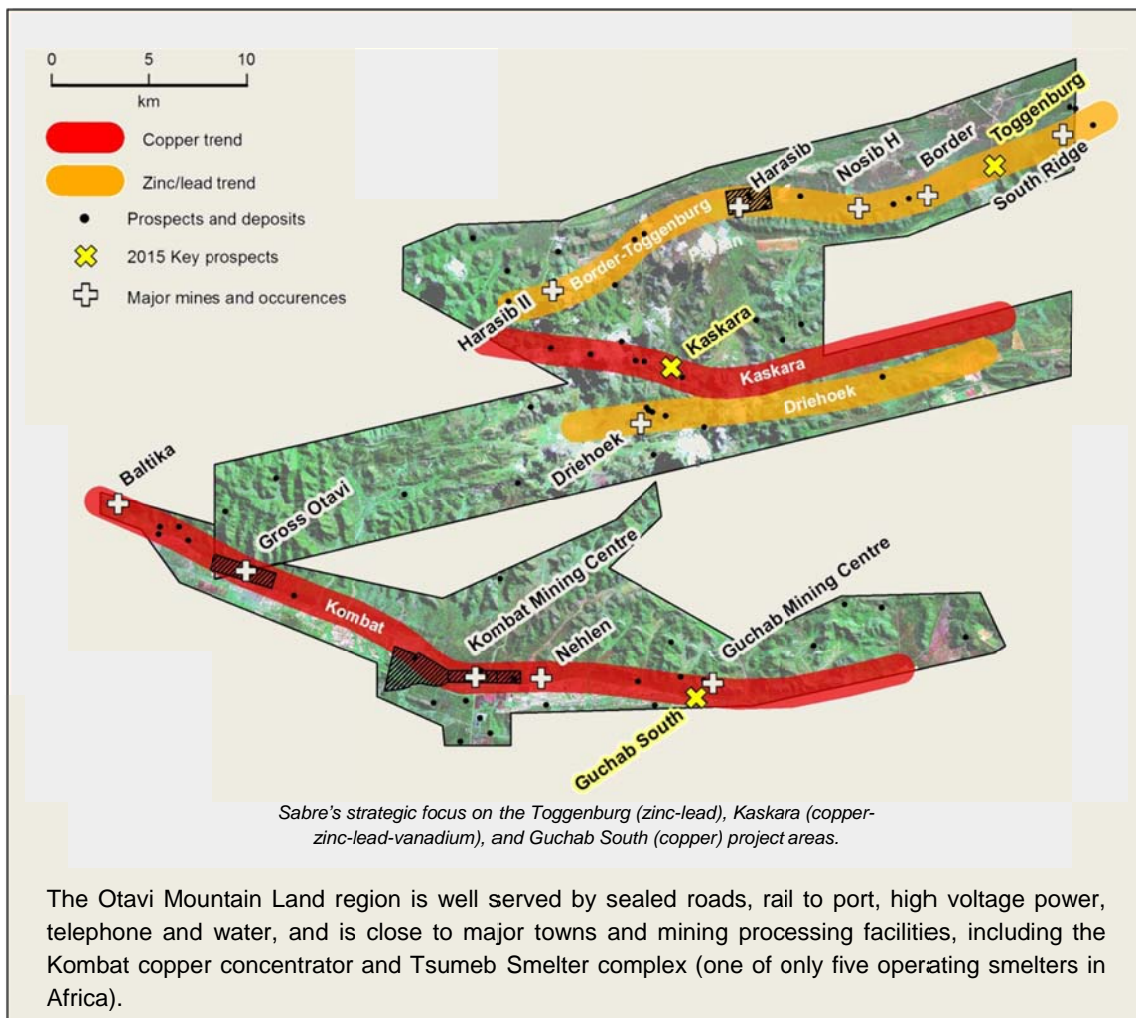 0 5 10
km
Copper trend
Zinc/lead trend
Prospects and deposits
2015 Key prospects
Major mines and occurences
Toggenburg
Border
Nosib H
Harasib
South Ridge
Border-Toggenburg
Harasib II
Kaskara
Kaskara
Driehoek
Driehoek
Baltika
Gross Otavi
Kombat
Kombat Mining Centre
Nehlen
Guchab Mining Centre
Guchab South
Sabre's strategic focus on the Toggenburg (zinc-lead), Kaskara (copper-
zinc-lead-vanadium), and Guchab South (copper) project areas.
The Otavi Mountain Land region is well served by sealed roads, rail to port, high voltage power,
telephone and water, and is close to major towns and mining processing facilities, including the
Kombat copper concentrator and Tsumeb Smelter complex (one of only five operating smelters in
Africa).